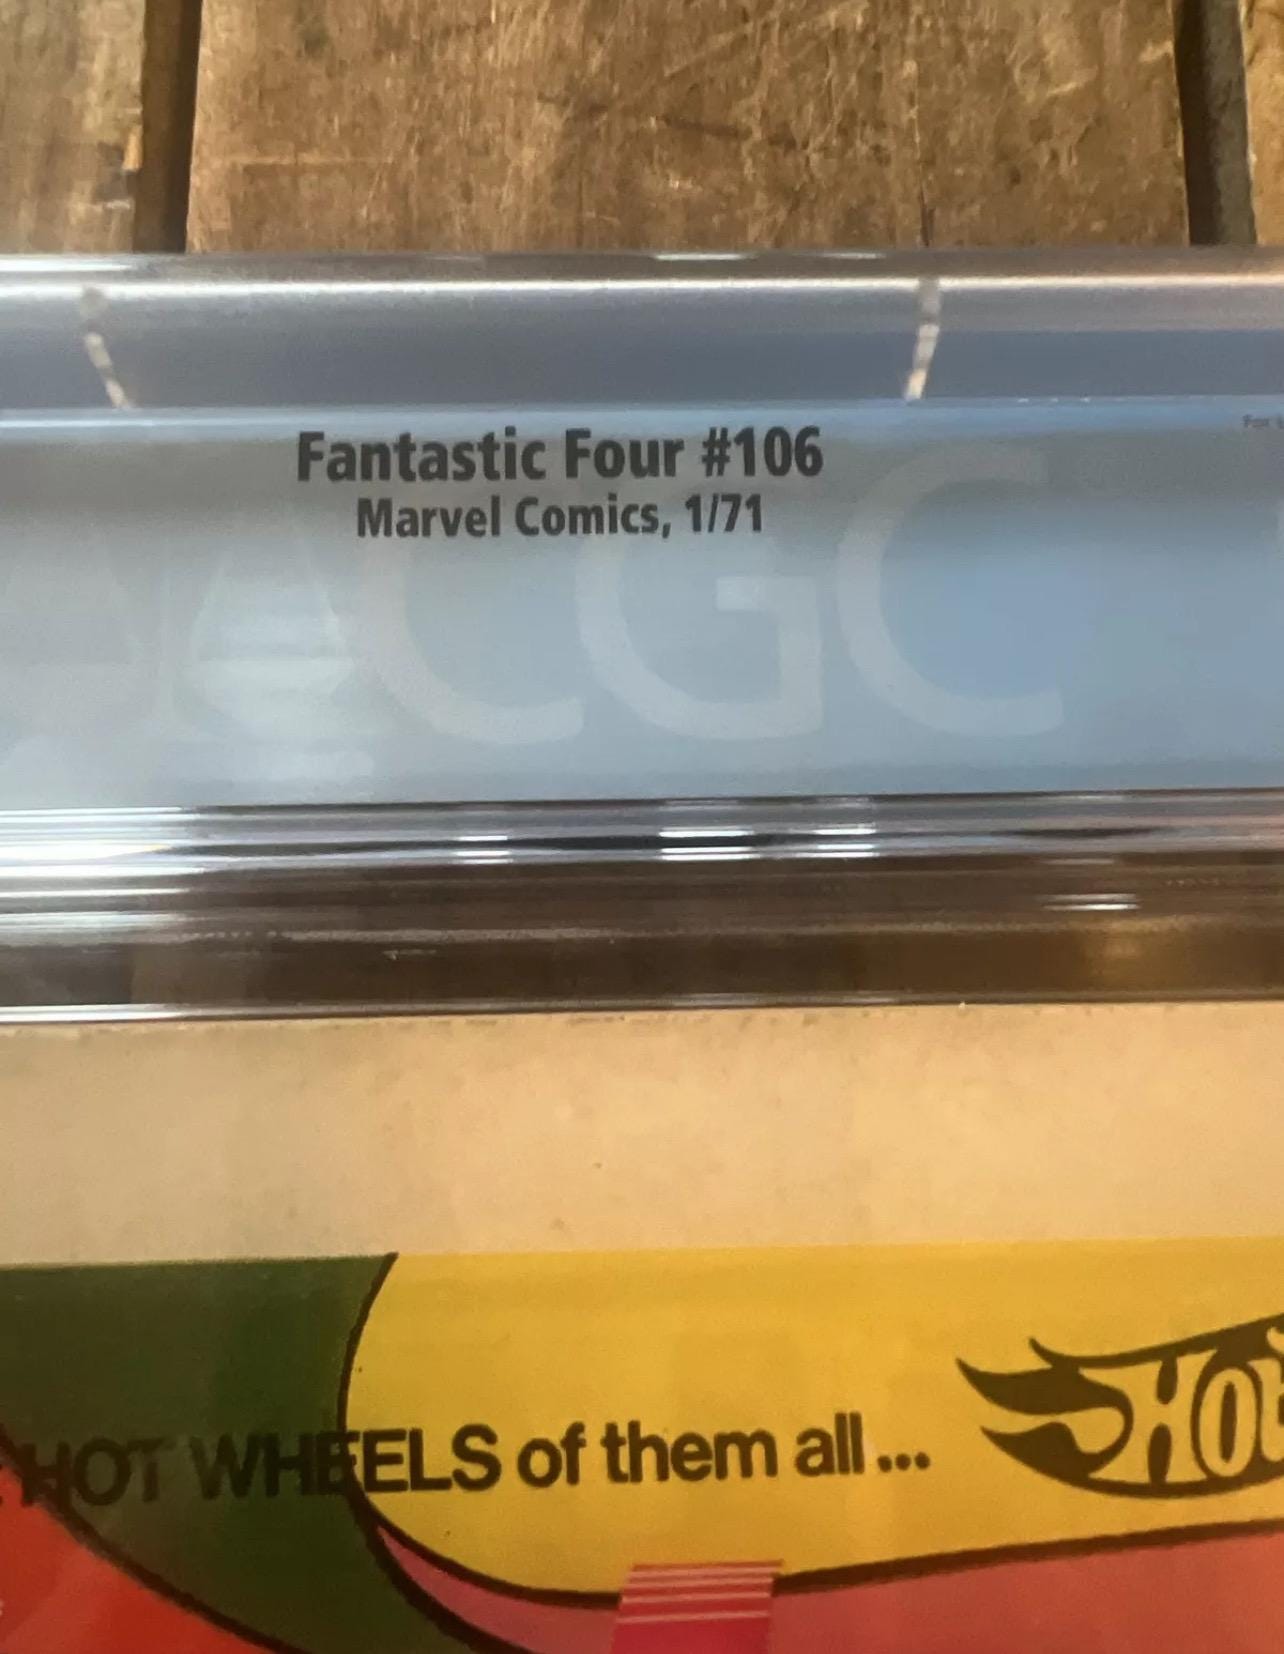 Fantastic Four #106
Marvel Comics, 1/71
CGC
HOT WHEELS of them all...